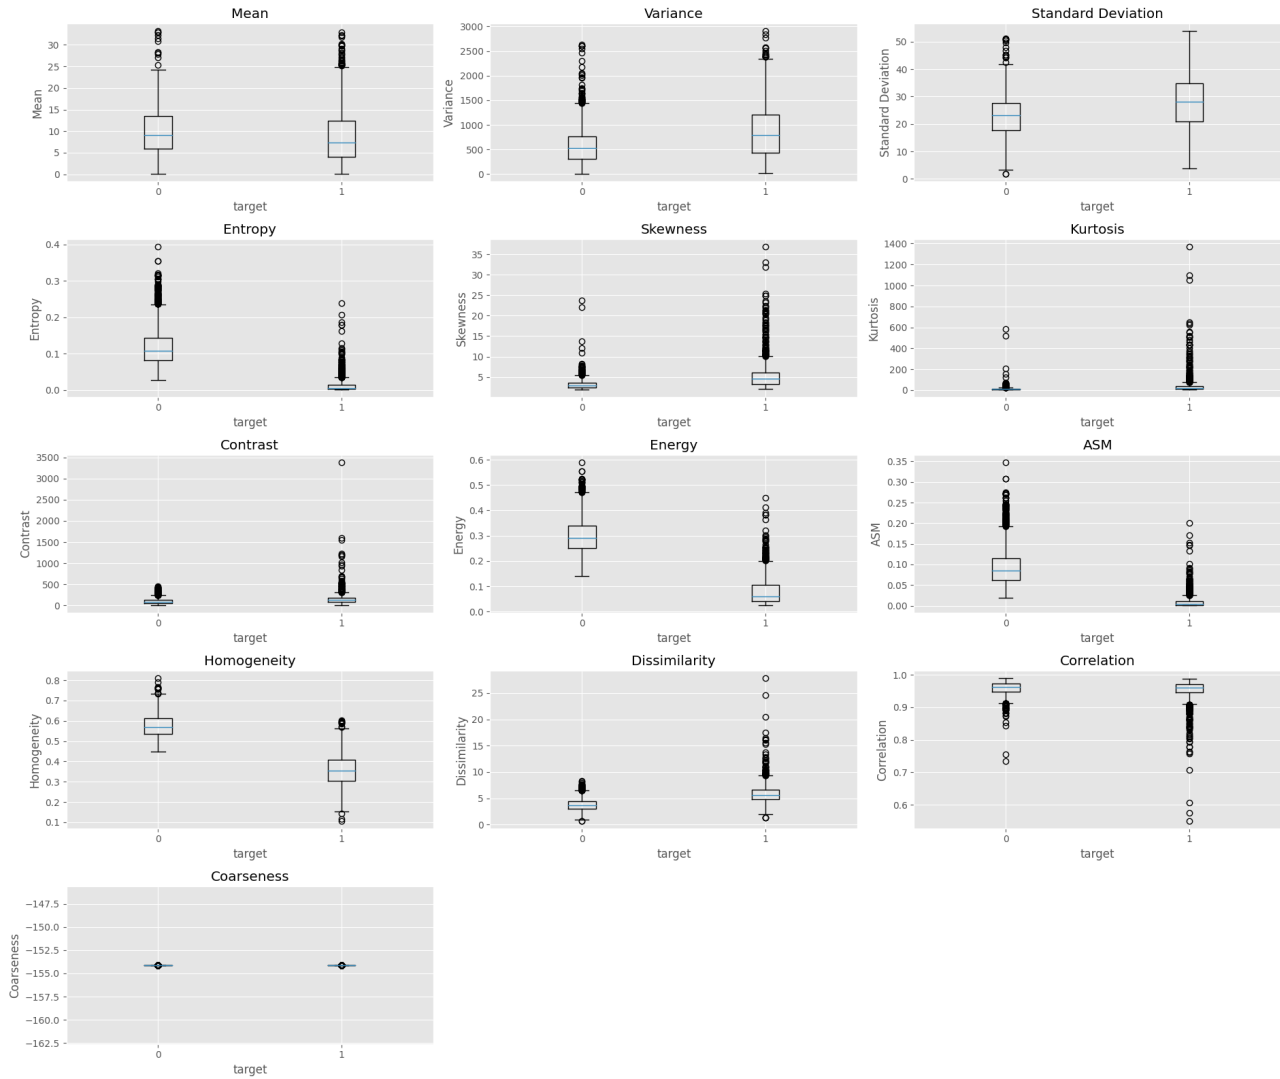 Mean
Mean
30
25
20
15
10
5
0
0
1
target
Variance
Variance
3000
2500
2000
1500
1000
500
0
0
1
target
Standard Deviation
Standard Deviation
50
40
30
20
10
0
0
1
target
Entropy
Entropy
0.4
0.3
0.2
0.1
0.0
0
1
target
Skewness
Skewness
35
30
25
20
15
10
5
0
1
target
Kurtosis
Kurtosis
1400
1200
1000
800
600
400
200
0
0
1
target
Contrast
Contrast
3500
3000
2500
2000
1500
1000
500
0
0
1
target
Energy
Energy
0.6
0.5
0.4
0.3
0.2
0.1
0.0
0
1
target
ASM
ASM
0.35
0.30
0.25
0.20
0.15
0.10
0.05
0.00
0
1
target
Homogeneity
Homogeneity
0.8
0.7
0.6
0.5
0.4
0.3
0.2
0.1
0
1
target
Dissimilarity
Dissimilarity
25
20
15
10
5
0
0
1
target
Correlation
Correlation
1.0
0.9
0.8
0.7
0.6
0
1
target
Coarseness
Coarseness
−147.5
−150.0
−152.5
−155.0
−157.5
−160.0
−162.5
0
1
target